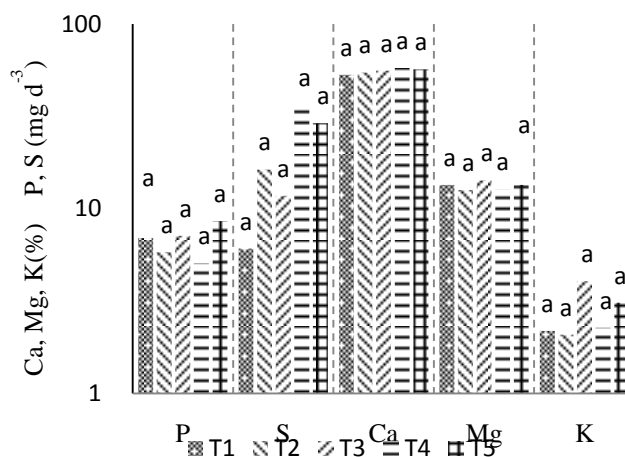 Ca, Mg, K(%) P, S (mg d⁻³)
100
10
1
a a a a a
a a a a a
a a a a a
a a a a a
a a a a a
P S Ca Mg K
T1 T2 T3 T4 T5